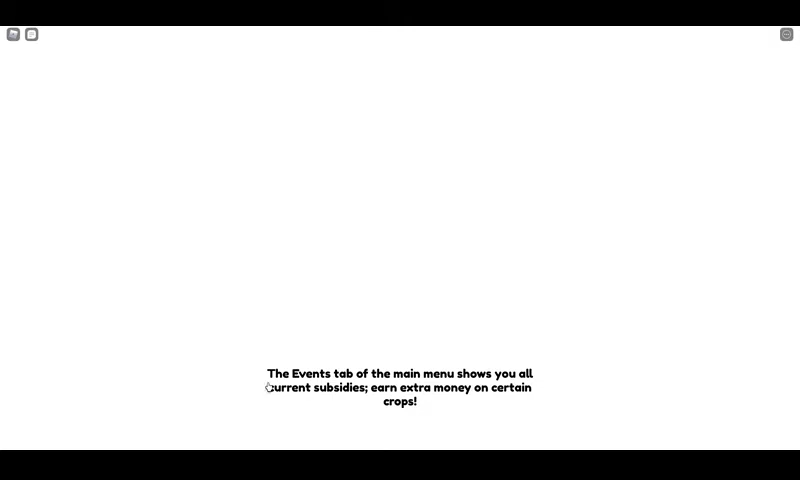 The Events tab of the main menu shows you all
current subsidies; earn extra money on certain
crops!